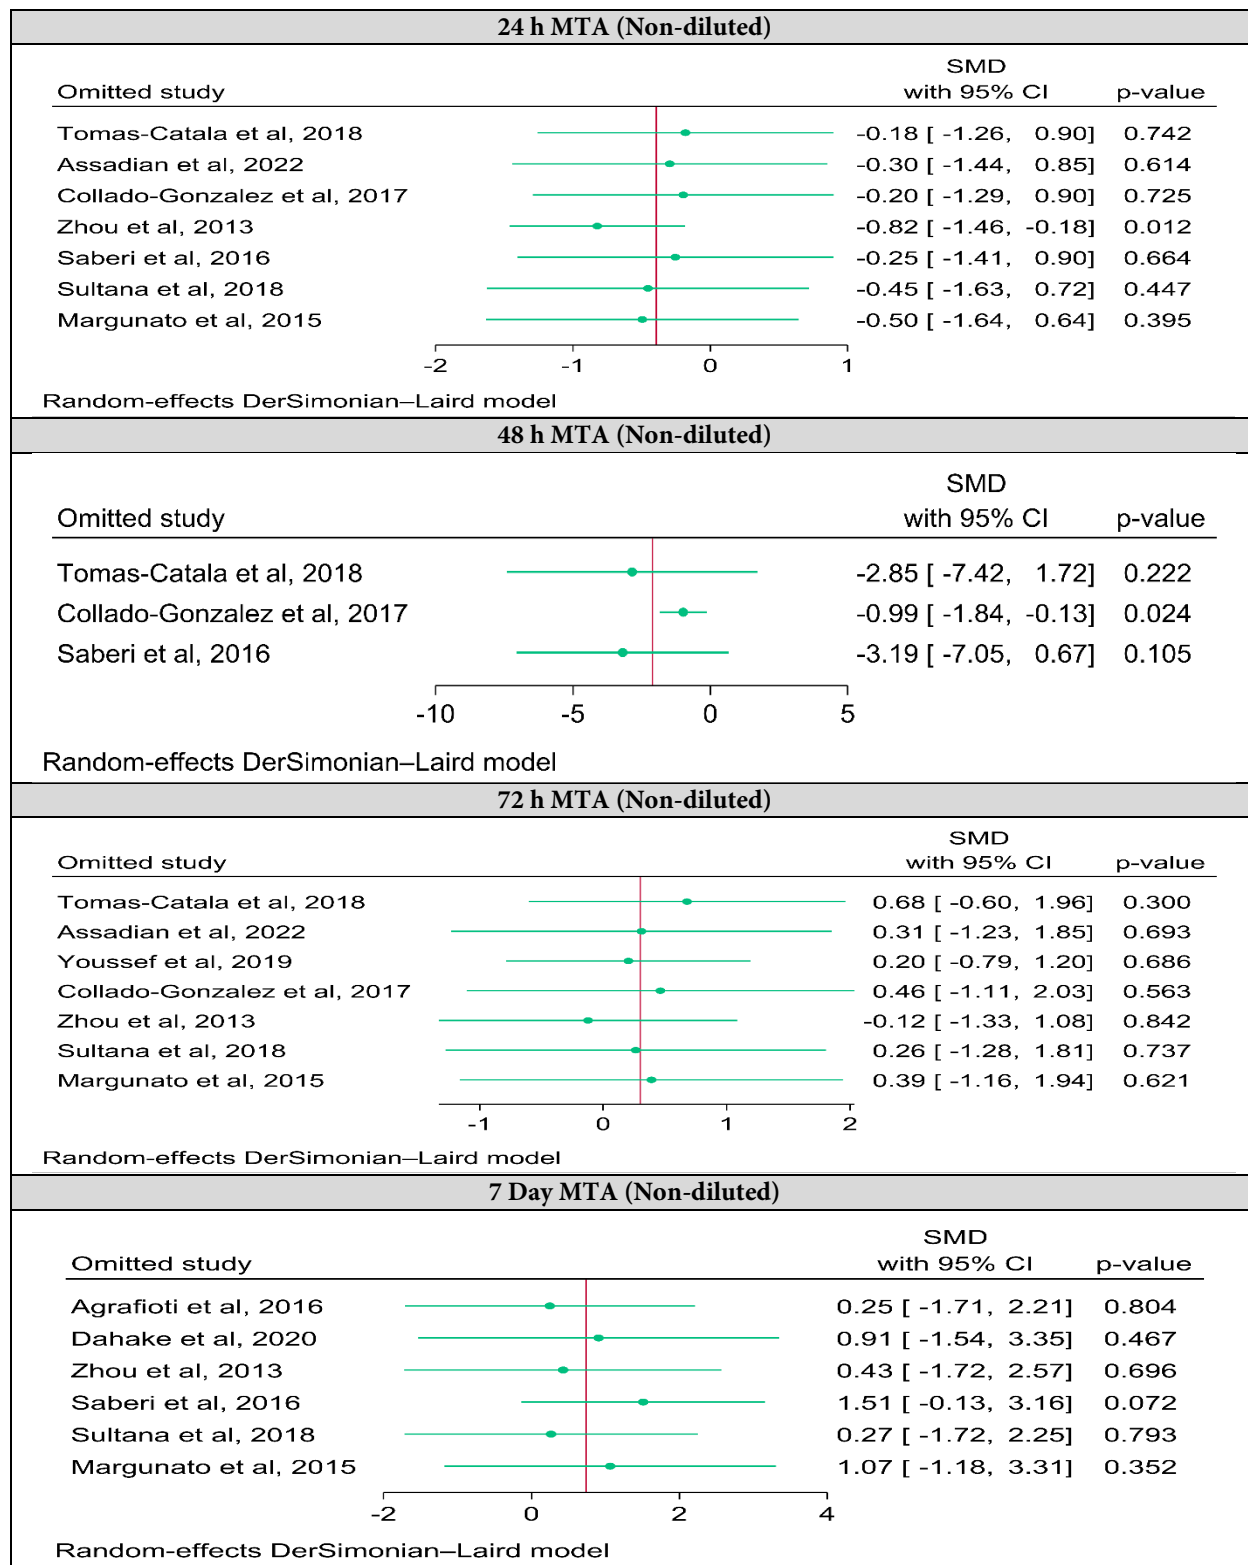 24 h MTA (Non-diluted)
SMD
Omitted study with 95% CI p-value
Tomas-Catala et al, 2018 -0.18 [ -1.26, 0.90] 0.742
Assadian et al, 2022 -0.30 [ -1.44, 0.85] 0.614
Collado-Gonzalez et al, 2017 -0.20 [ -1.29, 0.90] 0.725
Zhou et al, 2013 -0.82 [ -1.46, -0.18] 0.012
Saberi et al, 2016 -0.25 [ -1.41, 0.90] 0.664
Sultana et al, 2018 -0.45 [ -1.63, 0.72] 0.447
Margunato et al, 2015 -0.50 [ -1.64, 0.64] 0.395
-2 -1 0 1
Random-effects DerSimonian–Laird model
48 h MTA (Non-diluted)
SMD
Omitted study with 95% CI p-value
Tomas-Catala et al, 2018 -2.85 [ -7.42, 1.72] 0.222
Collado-Gonzalez et al, 2017 -0.99 [ -1.84, -0.13] 0.024
Saberi et al, 2016 -3.19 [ -7.05, 0.67] 0.105
-10 -5 0 5
Random-effects DerSimonian–Laird model
72 h MTA (Non-diluted)
SMD
Omitted study with 95% CI p-value
Tomas-Catala et al, 2018 0.68 [ -0.60, 1.96] 0.300
Assadian et al, 2022 0.31 [ -1.23, 1.85] 0.693
Youssef et al, 2019 0.20 [ -0.79, 1.20] 0.686
Collado-Gonzalez et al, 2017 0.46 [ -1.11, 2.03] 0.563
Zhou et al, 2013 -0.12 [ -1.33, 1.08] 0.842
Sultana et al, 2018 0.26 [ -1.28, 1.81] 0.737
Margunato et al, 2015 0.39 [ -1.16, 1.94] 0.621
-1 0 1 2
Random-effects DerSimonian–Laird model
7 Day MTA (Non-diluted)
SMD
Omitted study with 95% CI p-value
Agrafioti et al, 2016 0.25 [ -1.71, 2.21] 0.804
Dahake et al, 2020 0.91 [ -1.54, 3.35] 0.467
Zhou et al, 2013 0.43 [ -1.72, 2.57] 0.696
Saberi et al, 2016 1.51 [ -0.13, 3.16] 0.072
Sultana et al, 2018 0.27 [ -1.72, 2.25] 0.793
Margunato et al, 2015 1.07 [ -1.18, 3.31] 0.352
-2 0 2 4
Random-effects DerSimonian–Laird model